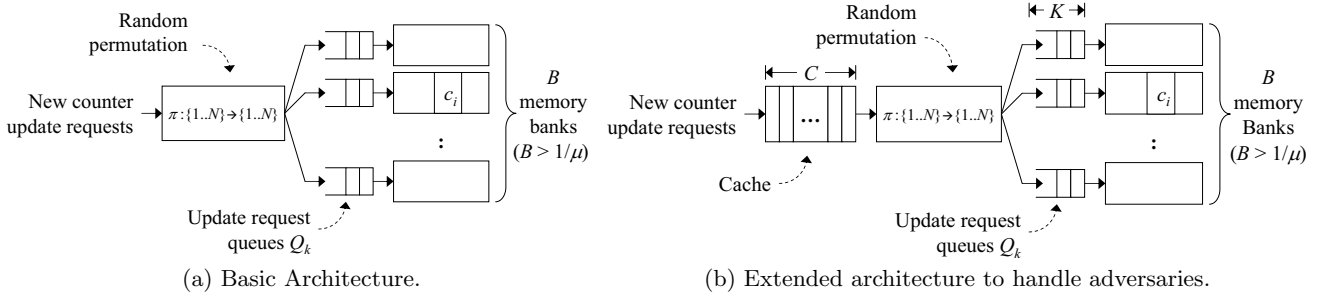 Random
permutation
New counter
update requests
π : {1..N} → {1..N}
c_i
:
B
memory
banks
(B > 1/μ)
Update request
queues Q_k
(a) Basic Architecture.
Random
permutation
K
C
New counter
update requests
...
π : {1..N} → {1..N}
c_i
:
B
memory
Banks
(B > 1/μ)
Cache
Update request
queues Q_k
(b) Extended architecture to handle adversaries.